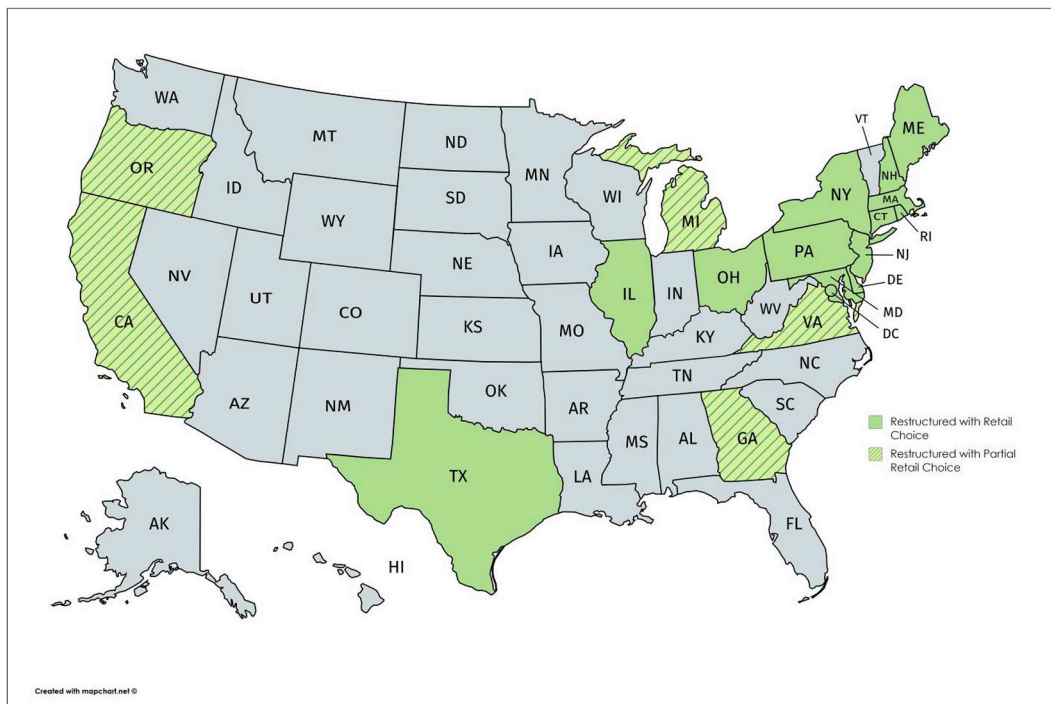 WA
MT
ND
MN
VT
ME
OR
ID
SD
WI
NH
NY
MA
WY
MI
CT
RI
IA
PA
NJ
NE
OH
NV
IL
IN
DE
UT
CO
WV
MD
CA
KS
MO
VA
DC
KY
NC
TN
OK
AZ
NM
AR
SC
MS
AL
GA
Restructured with Retail
Choice
Restructured with Partial
Retail Choice
TX
LA
AK
FL
HI
Created with mapchart.net ©